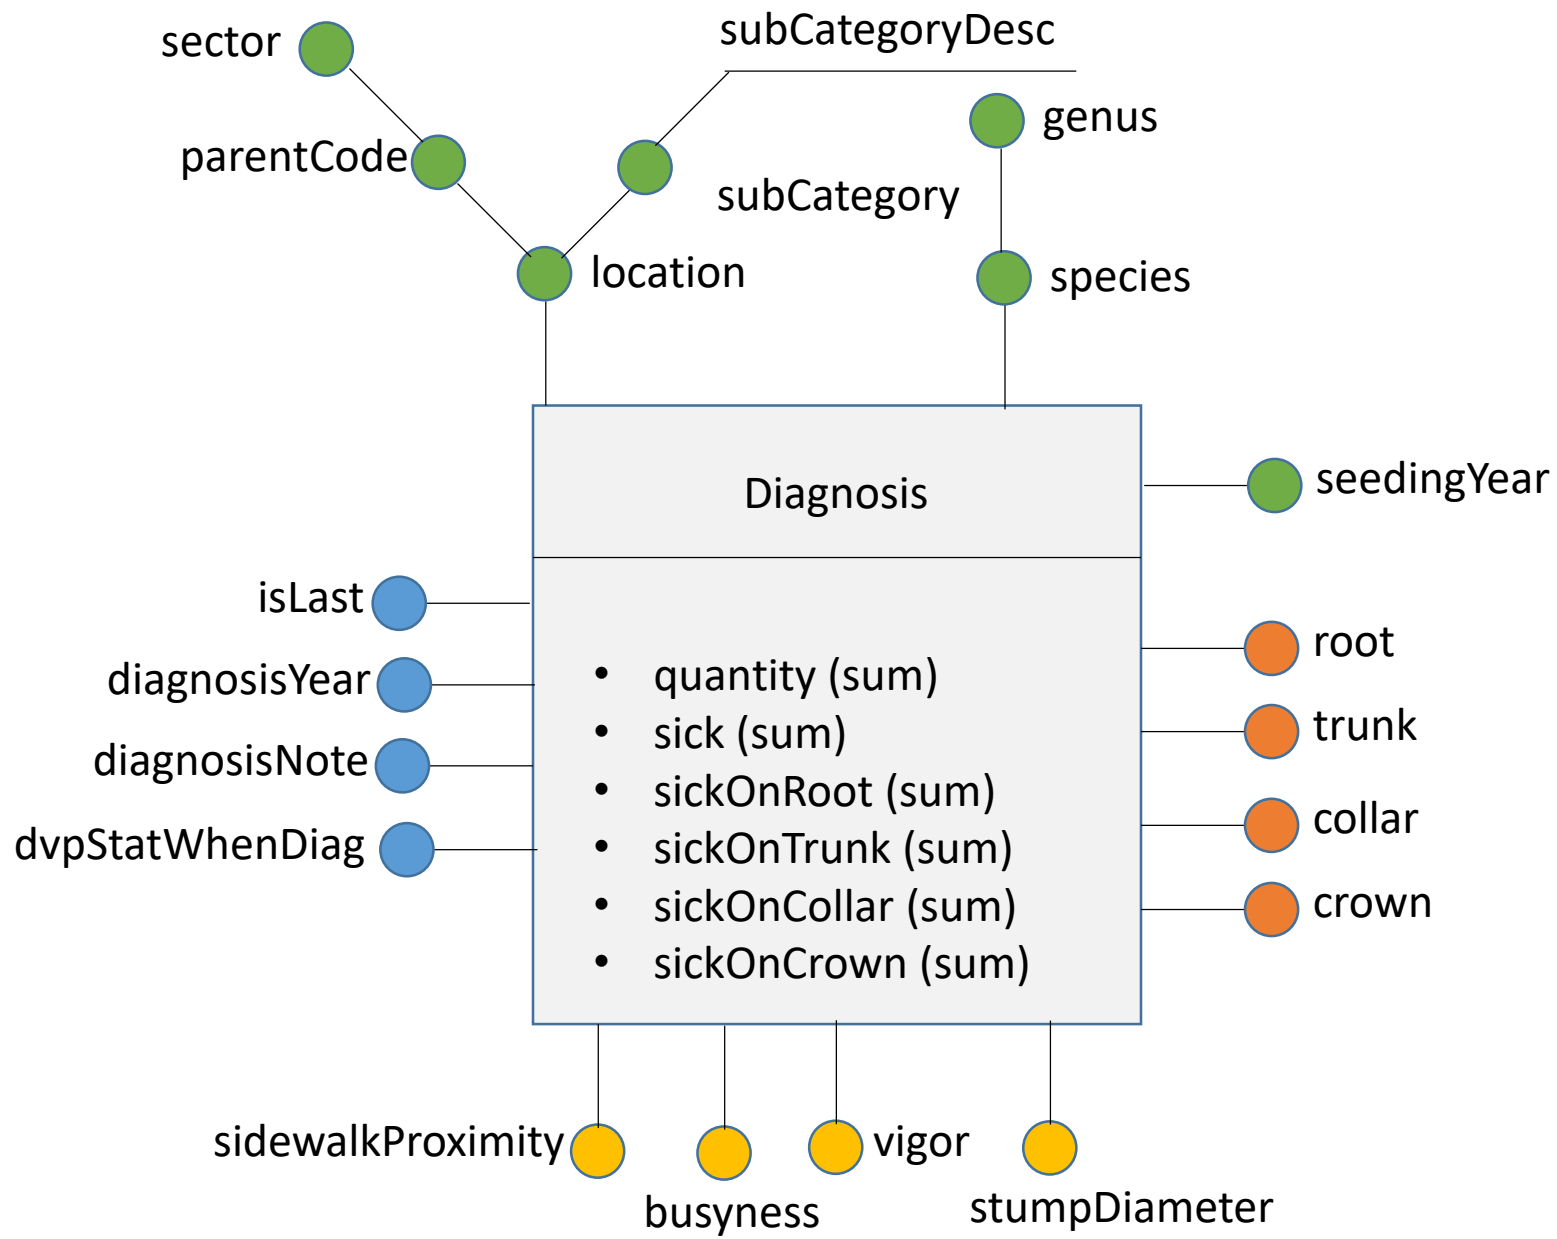 sector
subCategoryDesc
genus
parentCode
subCategory
location
species
Diagnosis
seedingYear
isLast
diagnosisYear
diagnosisNote
dvpStatWhenDiag
• quantity (sum)
• sick (sum)
• sickOnRoot (sum)
• sickOnTrunk (sum)
• sickOnCollar (sum)
• sickOnCrown (sum)
root
trunk
collar
crown
sidewalkProximity
busyness
vigor
stumpDiameter